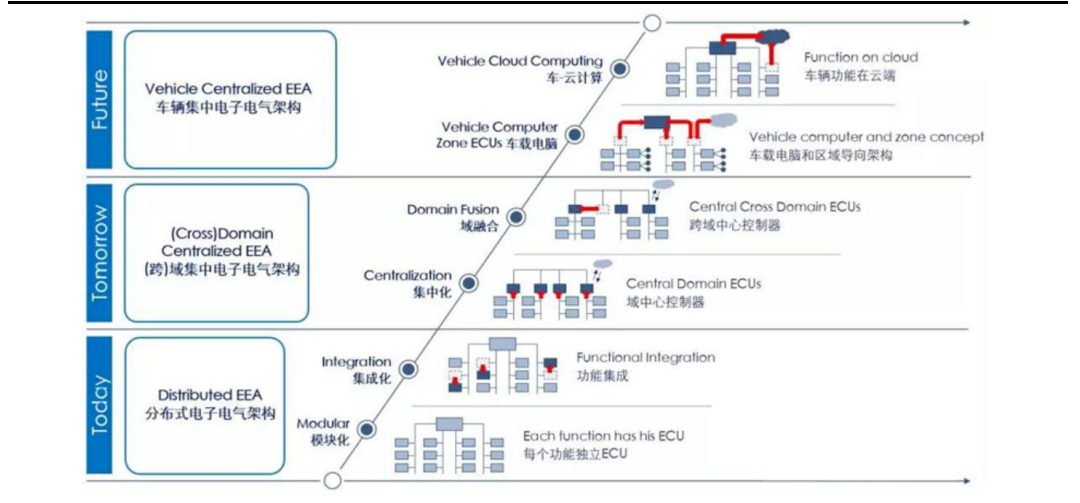 Future
Vehicle Centralized EEA
车辆集中电子电气架构
Vehicle Cloud Computing
车-云计算
Function on cloud
车辆功能在云端
Vehicle Computer
Zone ECUs 车载电脑
Vehicle computer and zone concept
车载电脑和区域导向架构
Tomorrow
(Cross)Domain
Centralized EEA
(跨)域集中电子电气架构
Domain Fusion
域融合
Central Cross Domain ECUs
跨域中心控制器
Centralization
集中化
Central Domain ECUs
域中心控制器
Today
Distributed EEA
分布式电子电气架构
Integration
集成化
Functional Integration
功能集成
Modular
模块化
Each function has his ECU
每个功能独立ECU